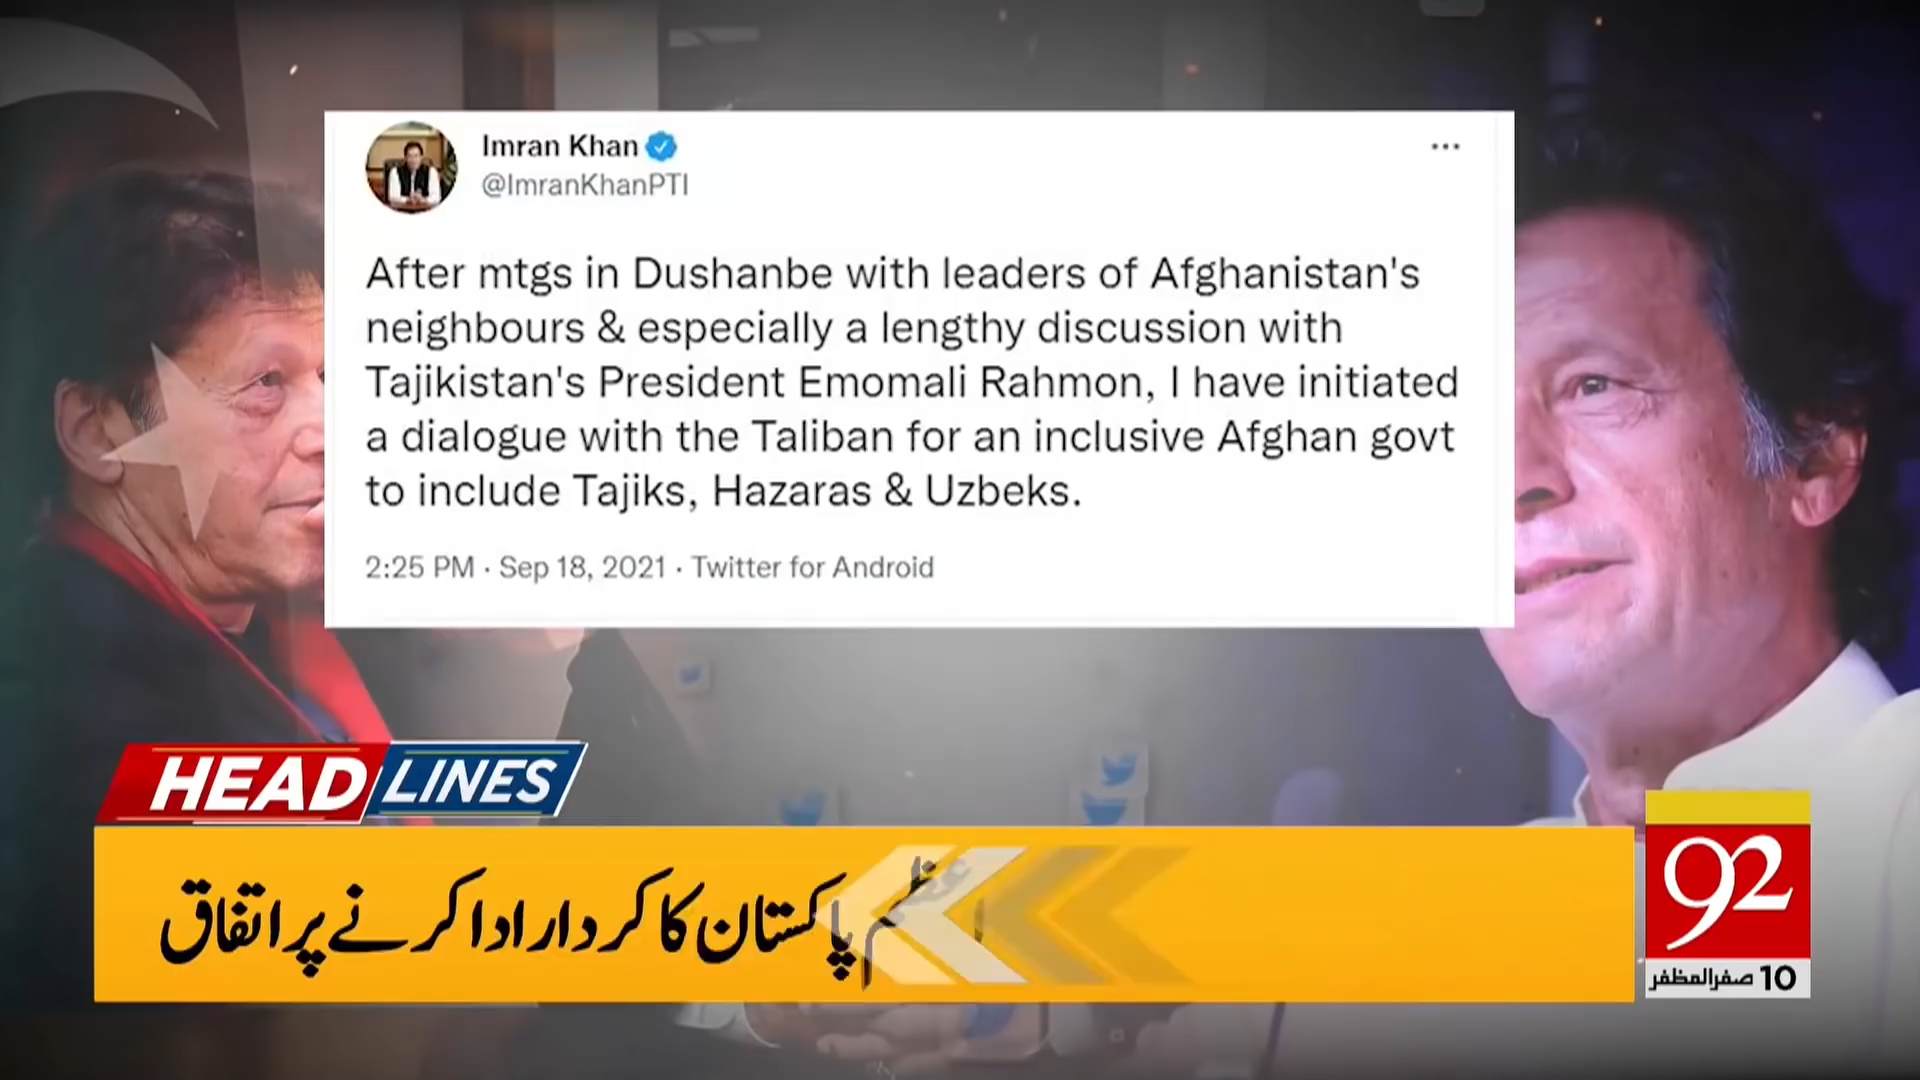 Imran Khan
@ImranKhanPTI
After mtgs in Dushanbe with leaders of Afghanistan's
neighbours & especially a lengthy discussion with
Tajikistan's President Emomali Rahmon, I have initiated
a dialogue with the Taliban for an inclusive Afghan govt
to include Tajiks, Hazaras & Uzbeks.
2:25 PM · Sep 18, 2021 · Twitter for Android
HEADLINES
پاکستان کا کردار ادا کرنے پر اتفاق
92
10 صفرالمظفر